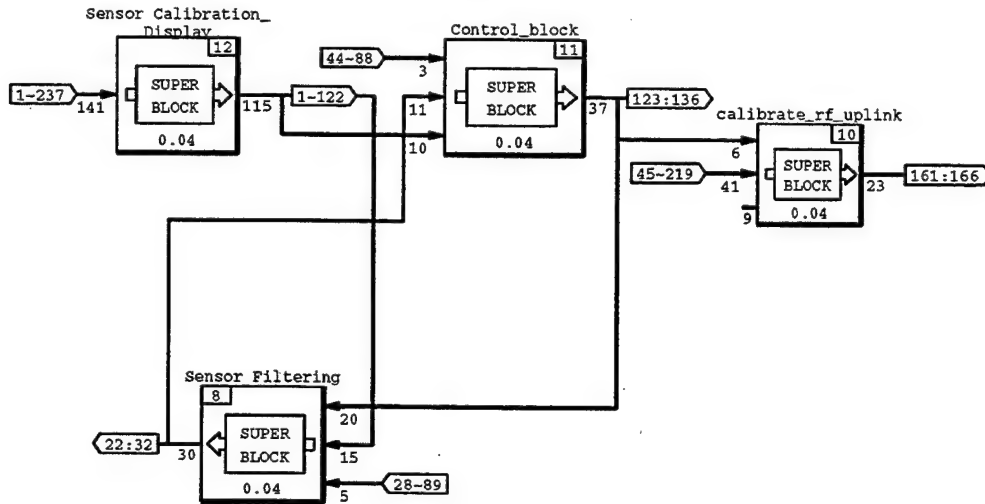 Sensor Calibration_
Display
12
SUPER
BLOCK
0.04
1~237
141
115
1~122
Control_block
11
SUPER
BLOCK
0.04
44~88
3
11
10
37
123:136
calibrate_rf_uplink
10
SUPER
BLOCK
0.04
6
45~219
41
9
23
161:166
Sensor Filtering
8
SUPER
BLOCK
0.04
22:32
30
20
15
5
28~89